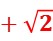 + √2